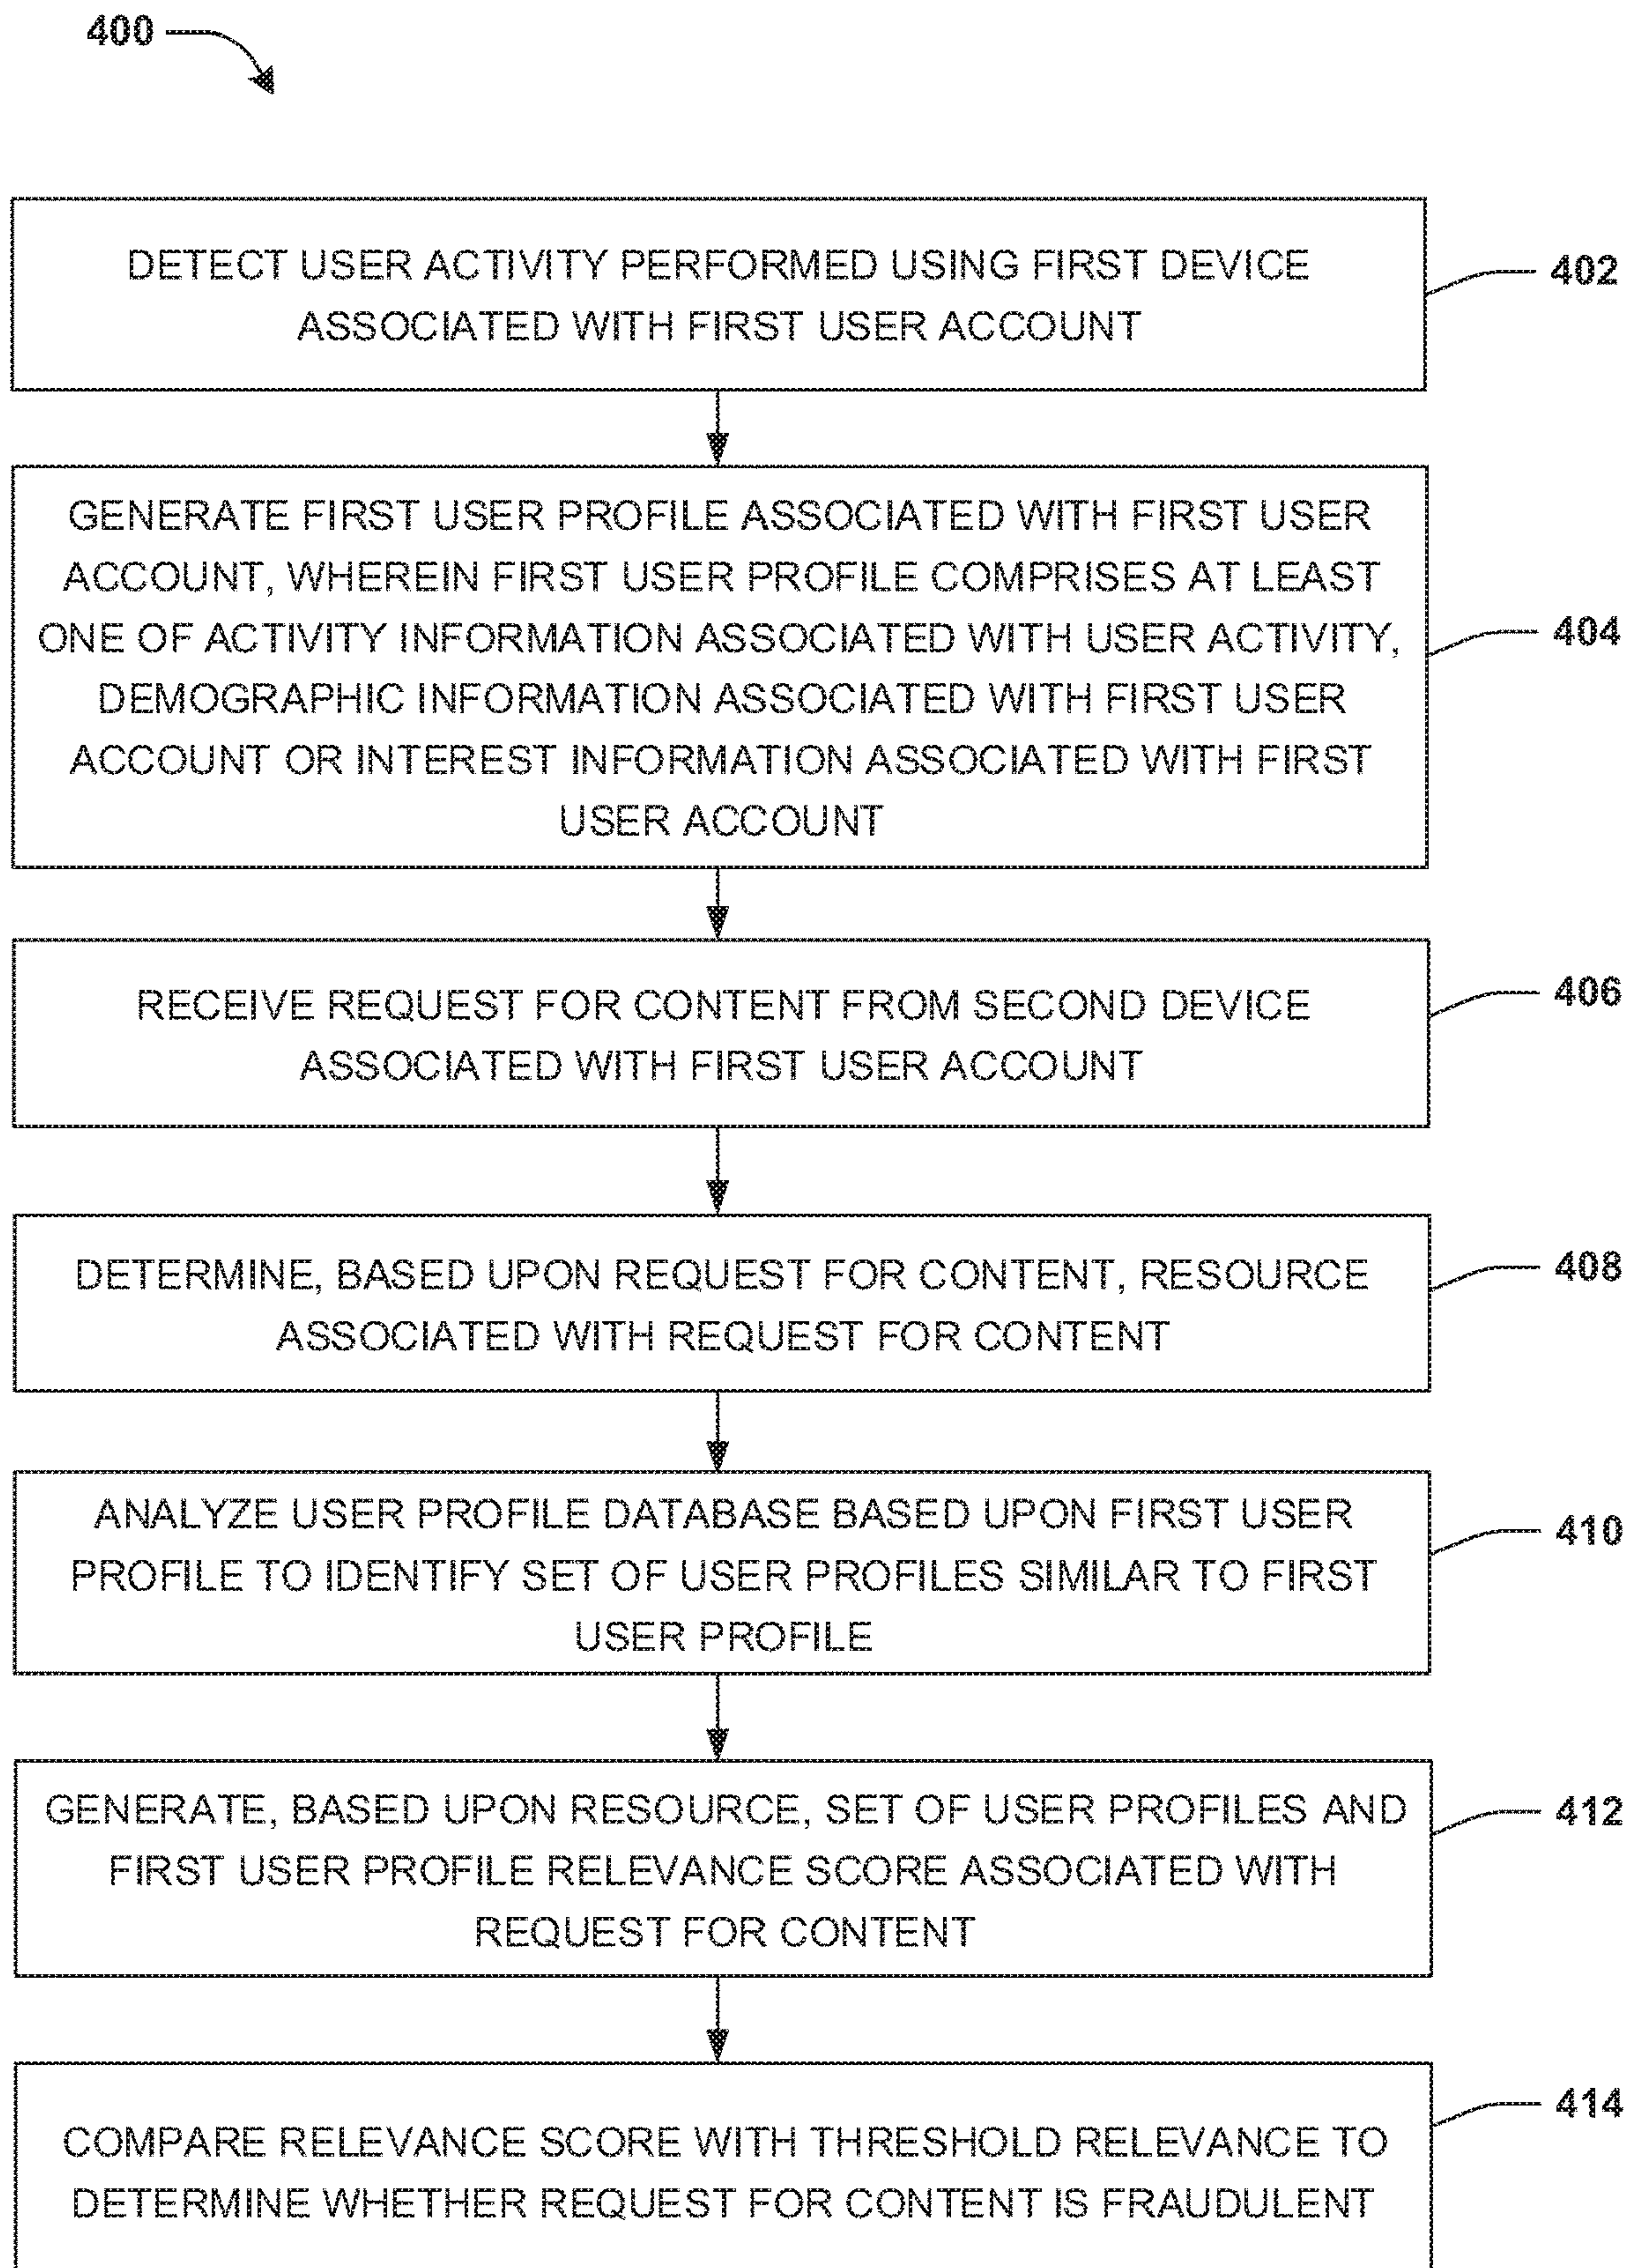 400
DETECT USER ACTIVITY PERFORMED USING FIRST DEVICE
ASSOCIATED WITH FIRST USER ACCOUNT
402
GENERATE FIRST USER PROFILE ASSOCIATED WITH FIRST USER
ACCOUNT, WHEREIN FIRST USER PROFILE COMPRISES AT LEAST
ONE OF ACTIVITY INFORMATION ASSOCIATED WITH USER ACTIVITY,
DEMOGRAPHIC INFORMATION ASSOCIATED WITH FIRST USER
ACCOUNT OR INTEREST INFORMATION ASSOCIATED WITH FIRST
USER ACCOUNT
404
RECEIVE REQUEST FOR CONTENT FROM SECOND DEVICE
ASSOCIATED WITH FIRST USER ACCOUNT
406
DETERMINE, BASED UPON REQUEST FOR CONTENT, RESOURCE
ASSOCIATED WITH REQUEST FOR CONTENT
408
ANALYZE USER PROFILE DATABASE BASED UPON FIRST USER
PROFILE TO IDENTIFY SET OF USER PROFILES SIMILAR TO FIRST
USER PROFILE
410
GENERATE, BASED UPON RESOURCE, SET OF USER PROFILES AND
FIRST USER PROFILE RELEVANCE SCORE ASSOCIATED WITH
REQUEST FOR CONTENT
412
COMPARE RELEVANCE SCORE WITH THRESHOLD RELEVANCE TO
DETERMINE WHETHER REQUEST FOR CONTENT IS FRAUDULENT
414